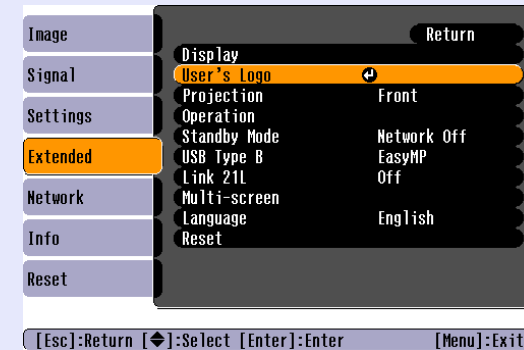 Image
Signal
Settings
Extended
Network
Info
Reset
Return
Display
User's Logo
Projection Front
Operation
Standby Mode Network Off
USB Type B EasyMP
Link 21L Off
Multi-screen
Language English
Reset
[Esc]:Return [◆]:Select [Enter]:Enter [Menu]:Exit